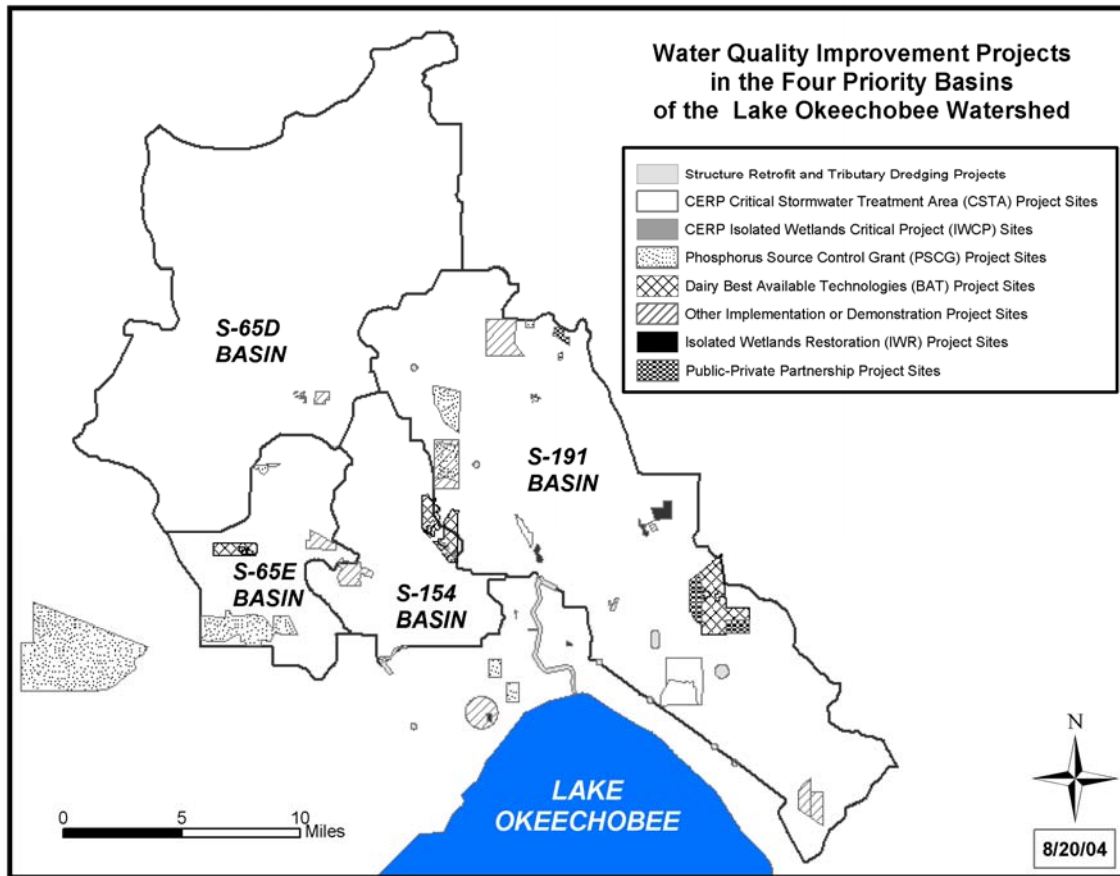 Water Quality Improvement Projects
in the Four Priority Basins
of the Lake Okeechobee Watershed
Structure Retrofit and Tributary Dredging Projects
CERP Critical Stormwater Treatment Area (CSTA) Project Sites
CERP Isolated Wetlands Critical Project (IWCP) Sites
Phosphorus Source Control Grant (PSCG) Project Sites
Dairy Best Available Technologies (BAT) Project Sites
Other Implementation or Demonstration Project Sites
Isolated Wetlands Restoration (IWR) Project Sites
Public-Private Partnership Project Sites
S-65D
BASIN
S-191
BASIN
S-65E
BASIN
S-154
BASIN
LAKE
OKEECHOBEE
0 5 10
Miles
N
8/20/04